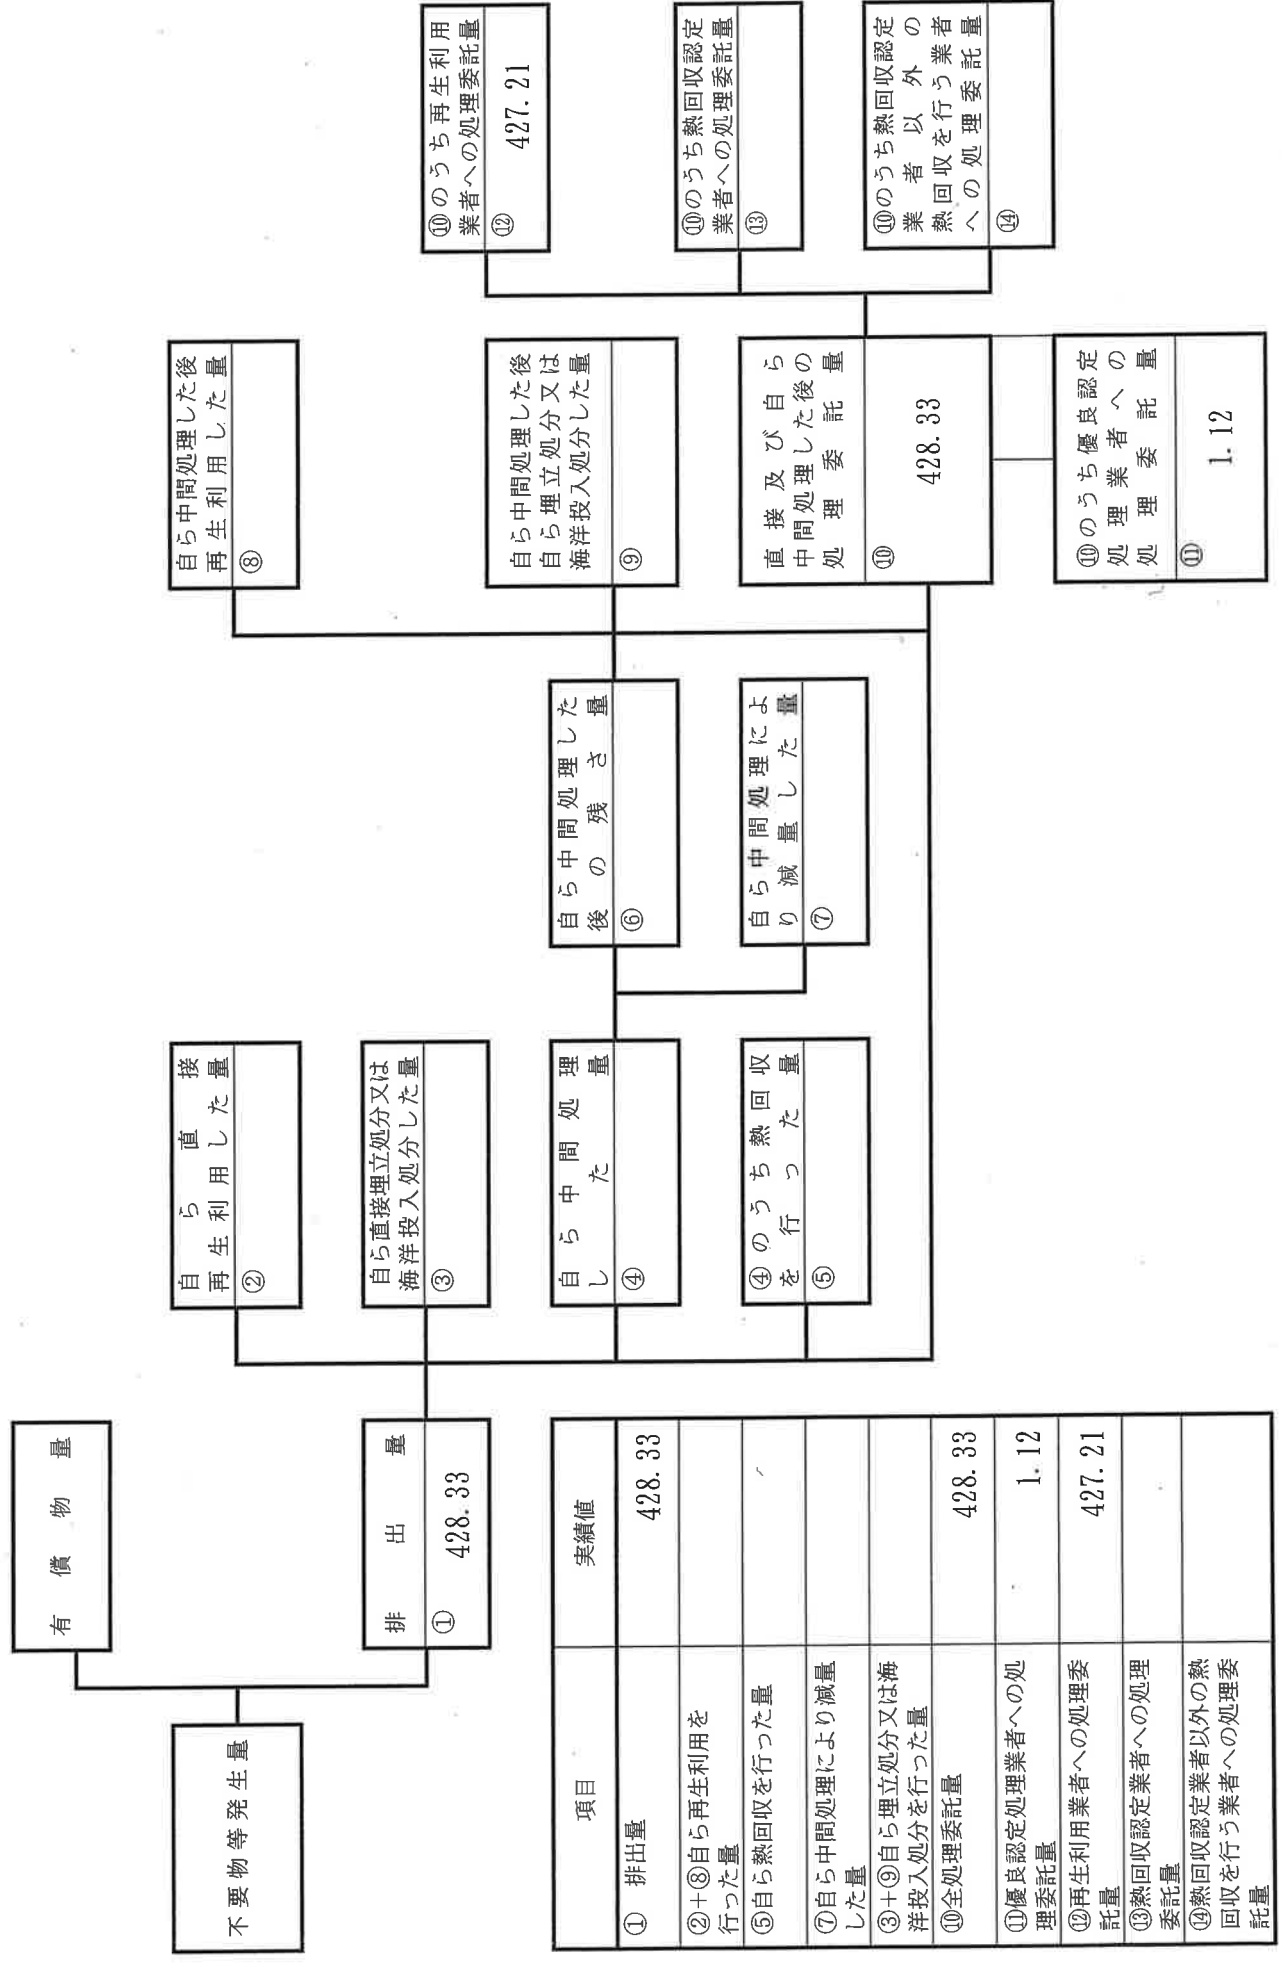 不要物等発生量
有償物量
排出量
① 428.33
自ら直接
再生利用した量
②
自ら直接埋立処分又は
海洋投入処分した量
③
自ら中間処理
した量
④
④のうち熱回収
を行った量
⑤
自ら中間処理した
後の残さ量
⑥
自ら中間処理によ
り減量した量
⑦
自ら中間処理した後
再生利用した量
⑧
自ら中間処理した後
自ら埋立処分又は
海洋投入処分した量
⑨
直接及び自ら
中間処理した後の
処理委託量
⑩ 428.33
⑩のうち優良認定
処理業者への
処理委託量
⑪ 1.12
⑩のうち再生利用
業者への処理委託量
⑫ 427.21
⑩のうち熱回収認定
業者への処理委託量
⑬
⑩のうち熱回収認定
業者以外の
熱回収を行う業者
への処理委託量
⑭
項目 実績値
① 排出量 428.33
②+⑧自ら再生利用を
行った量
⑤自ら熱回収を行った量
⑦自ら中間処理により減量
した量
③+⑨自ら埋立処分又は海
洋投入処分を行った量
⑩全処理委託量 428.33
⑪優良認定処理業者への処
理委託量 1.12
⑫再生利用業者への処理委
託量 427.21
⑬熱回収認定業者への処理
委託量
⑭熱回収認定業者以外の熱
回収を行う業者への処理委
託量